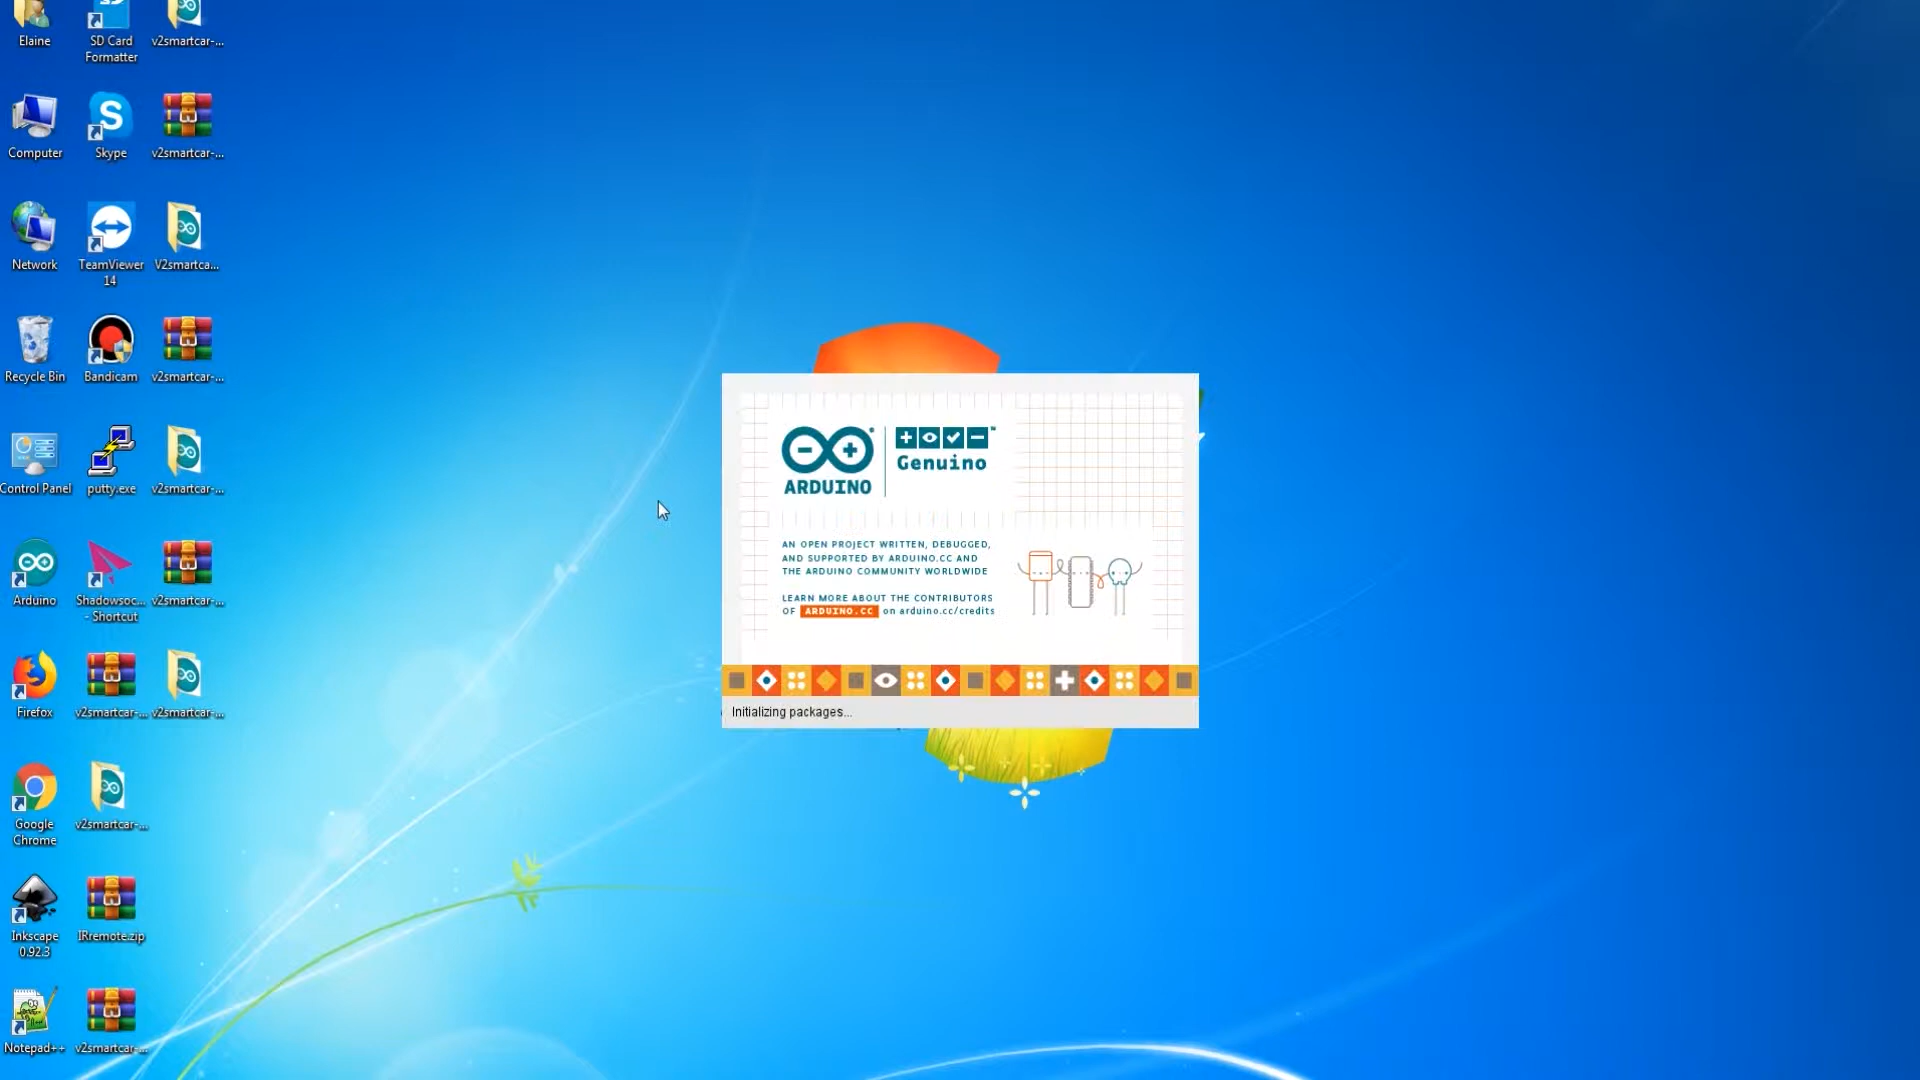 Elaine
SD Card
Formatter
v2smartcar-...
Computer
Skype
v2smartcar-...
Network
TeamViewer
14
V2smartca...
Recycle Bin
Bandicam
v2smartcar-...
Control Panel
putty.exe
v2smartcar-...
Arduino
Shadowsoc...
- Shortcut
v2smartcar-...
Firefox
v2smartcar-...
v2smartcar-...
Google
Chrome
v2smartcar-...
Inkscape
0.92.3
IRremote.zip
Notepad++
v2smartcar-...
ARDUINO
Genuino
AN OPEN PROJECT WRITTEN, DEBUGGED,
AND SUPPORTED BY ARDUINO.CC AND
THE ARDUINO COMMUNITY WORLDWIDE
LEARN MORE ABOUT THE CONTRIBUTORS
OF ARDUINO.CC on arduino.cc/credits
Initializing packages...